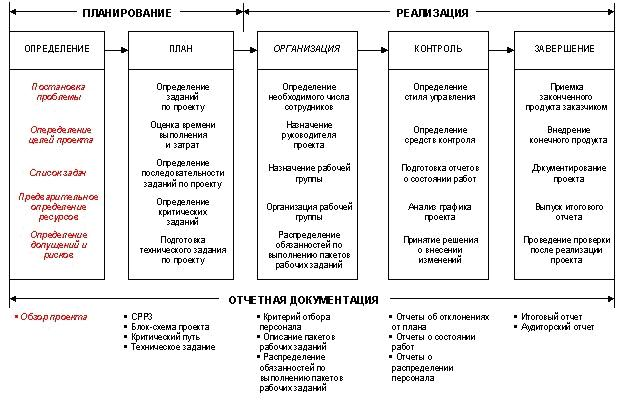 ПЛАНИРОВАНИЕ
РЕАЛИЗАЦИЯ
ОПРЕДЕЛЕНИЕ
ПЛАН
ОРГАНИЗАЦИЯ
КОНТРОЛЬ
ЗАВЕРШЕНИЕ
Постановка
проблемы
Опеределение
целей проекта
Список задач
Предварительное
определение
ресурсов
Определение
допущений и
рисков
Определение
заданий
по проекту
Оценка времени
выполнения
и затрат
Определение
последовательности
заданий по проекту
Определение
критических
заданий
Подготовка
технического задания
по проекту
Определение
необходимого числа
сотрудников
Назначение
руководителя
проекта
Назначение рабочей
группы
Организация рабочей
группы
Распределение
обязанностей по
выполнению пакетов
рабочих заданий
Определение
стиля управления
Определение
средств контроля
Подготовка отчетов
о состоянии работ
Анализ графика
проекта
Принятие решения
о внесении
изменений
Приемка
законченного
продукта заказчиком
Внедрение
конечного продукта
Документирование
проекта
Выпуск итогового
отчета
Проведение проверки
после реализации
проекта
ОТЧЕТНАЯ ДОКУМЕНТАЦИЯ
▪ Обзор проекта
▪ СРРЗ
▪ Блок-схема проекта
▪ Критический путь
▪ Техническое задание
▪ Критерий отбора
персонала
▪ Описание пакетов
рабочих заданий
▪ Распределение
обязанностей по
выполнению пакетов
рабочих заданий
▪ Отчеты об отклонениях
от плана
▪ Отчеты о состоянии
работ
▪ Отчеты о
распределении
персонала
▪ Итоговый отчет
▪ Аудиторский отчет